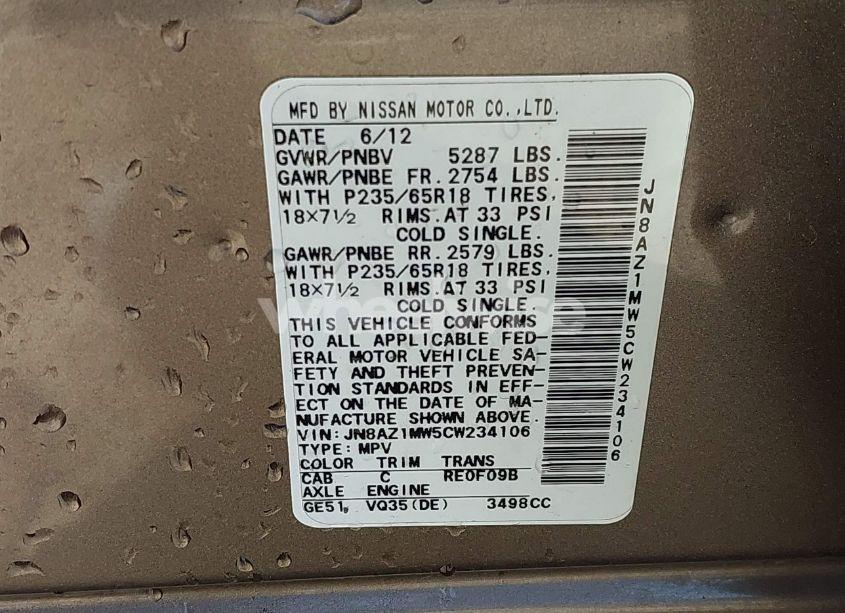 MFD BY NISSAN MOTOR CO.,LTD.
DATE 6/12
GVWR/PNBV 5287 LBS.
GAWR/PNBE FR. 2754 LBS.
WITH P235/65R18 TIRES,
18×7½ RIMS.AT 33 PSI
COLD SINGLE.
GAWR/PNBE RR. 2579 LBS.
WITH P235/65R18 TIRES,
18×7½ RIMS.AT 33 PSI
COLD SINGLE.
THIS VEHICLE CONFORMS
TO ALL APPLICABLE FED-
ERAL MOTOR VEHICLE SA-
FETY AND THEFT PREVEN-
TION STANDARDS IN EFF-
ECT ON THE DATE OF MA-
NUFACTURE SHOWN ABOVE.
VIN: JN8AZ1MW5CW234106
TYPE: MPV
COLOR TRIM TRANS
CAB C RE0F09B
AXLE ENGINE
GE51 VQ35(DE) 3498CC
JN8AZ1MW5CW234106